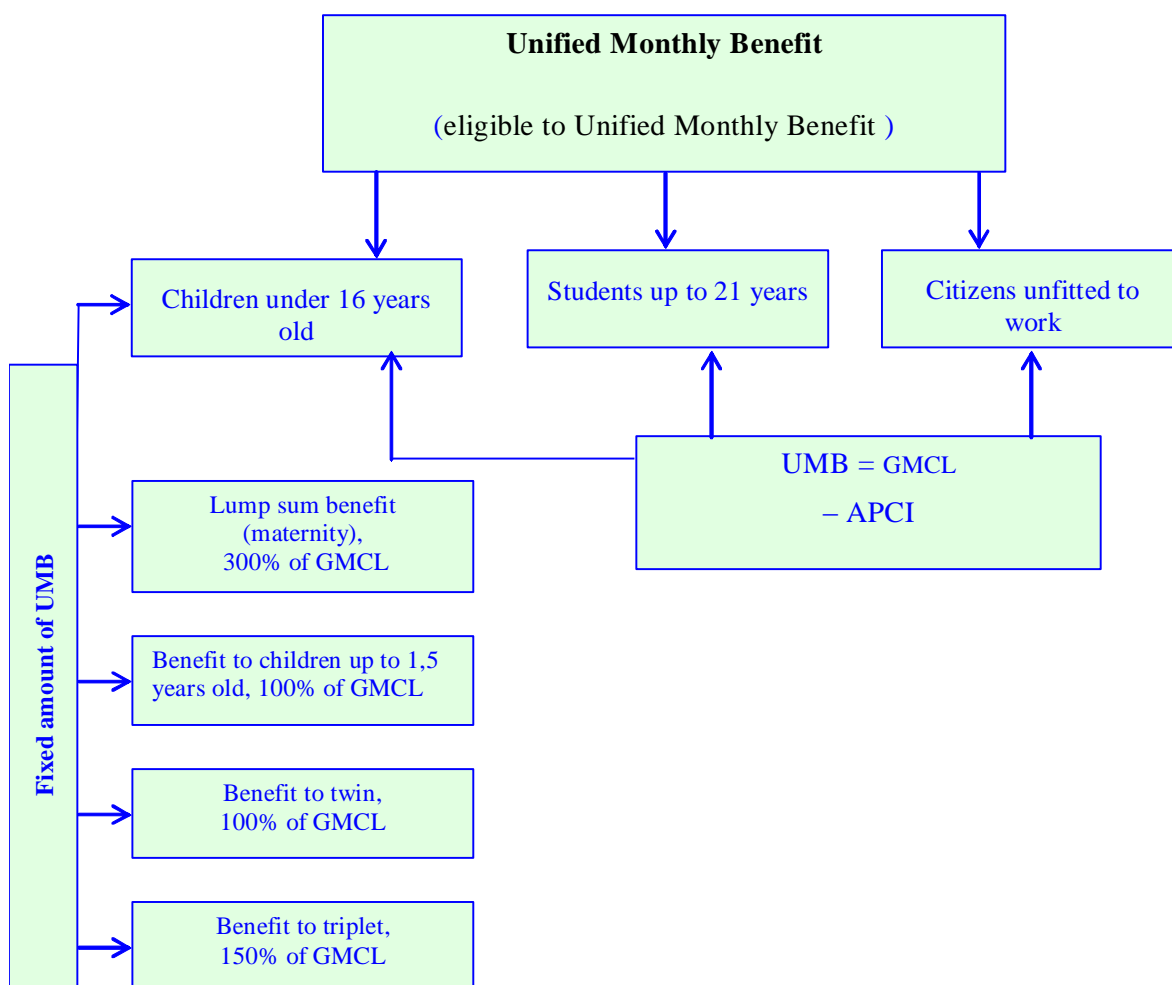 Unified Monthly Benefit
(eligible to Unified Monthly Benefit )
Children under 16 years
old
Students up to 21 years
Citizens unfitted to
work
UMB = GMCL
– APCI
Fixed amount of UMB
Lump sum benefit
(maternity),
300% of GMCL
Benefit to children up to 1,5
years old, 100% of GMCL
Benefit to twin,
100% of GMCL
Benefit to triplet,
150% of GMCL